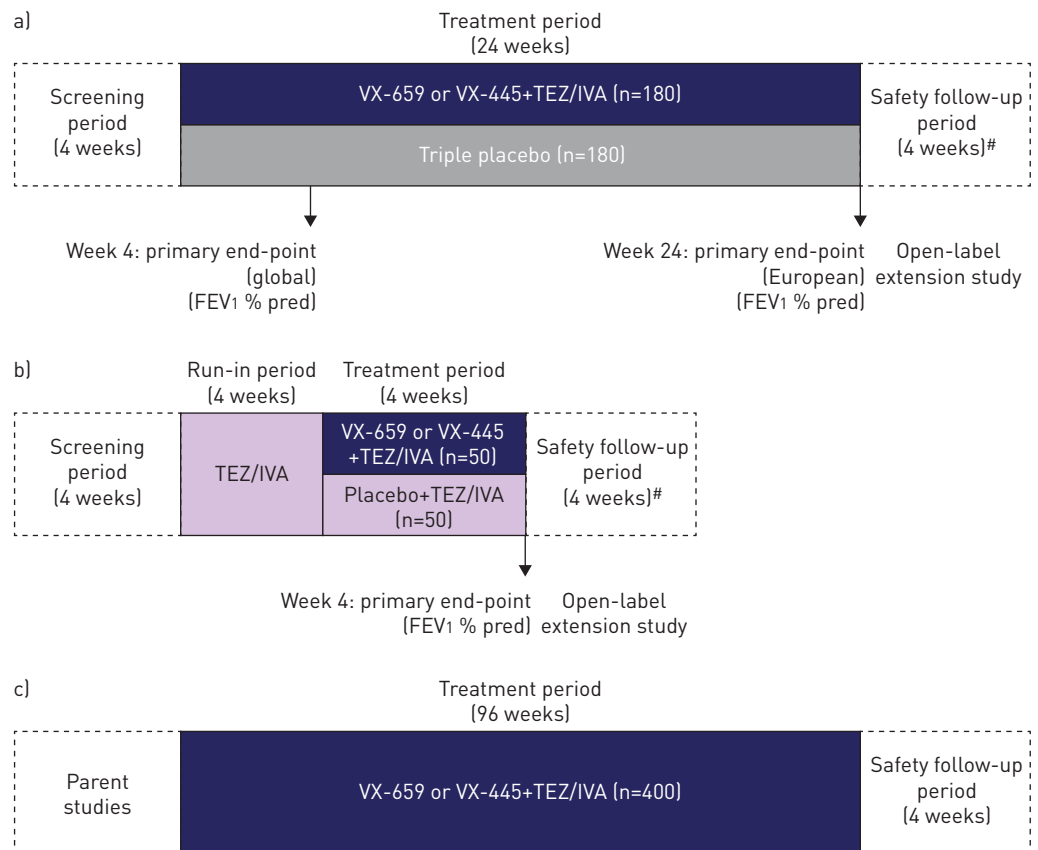 a)
Treatment period
(24 weeks)
Screening
period
(4 weeks)
VX-659 or VX-445+TEZ/IVA (n=180)
Triple placebo (n=180)
Safety follow-up
period
(4 weeks)#
Week 4: primary end-point
(global)
(FEV1 % pred)
Week 24: primary end-point
(European)
(FEV1 % pred)
Open-label
extension study
b)
Run-in period
(4 weeks)
Treatment period
(4 weeks)
Screening
period
(4 weeks)
TEZ/IVA
VX-659 or VX-445
+TEZ/IVA (n=50)
Placebo+TEZ/IVA
(n=50)
Safety follow-up
period
(4 weeks)#
Week 4: primary end-point
(FEV1 % pred)
Open-label
extension study
c)
Treatment period
(96 weeks)
Parent
studies
VX-659 or VX-445+TEZ/IVA (n=400)
Safety follow-up
period
(4 weeks)